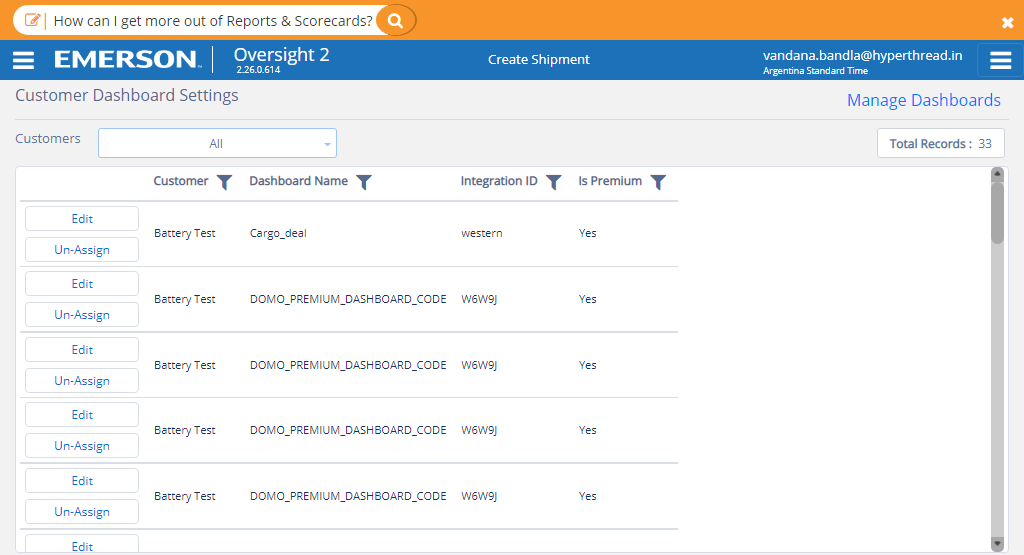 How can I get more out of Reports & Scorecards?
EMERSON Oversight 2
2.26.0.614
Create Shipment
vandana.bandla@hyperthread.in
Argentina Standard Time
Customer Dashboard Settings
Manage Dashboards
Customers All Total Records : 33
Customer Dashboard Name Integration ID Is Premium
Edit
Battery Test Cargo_deal western Yes
Un-Assign
Edit
Battery Test DOMO_PREMIUM_DASHBOARD_CODE W6W9J Yes
Un-Assign
Edit
Battery Test DOMO_PREMIUM_DASHBOARD_CODE W6W9J Yes
Un-Assign
Edit
Battery Test DOMO_PREMIUM_DASHBOARD_CODE W6W9J Yes
Un-Assign
Edit
Battery Test DOMO_PREMIUM_DASHBOARD_CODE W6W9J Yes
Un-Assign
Edit